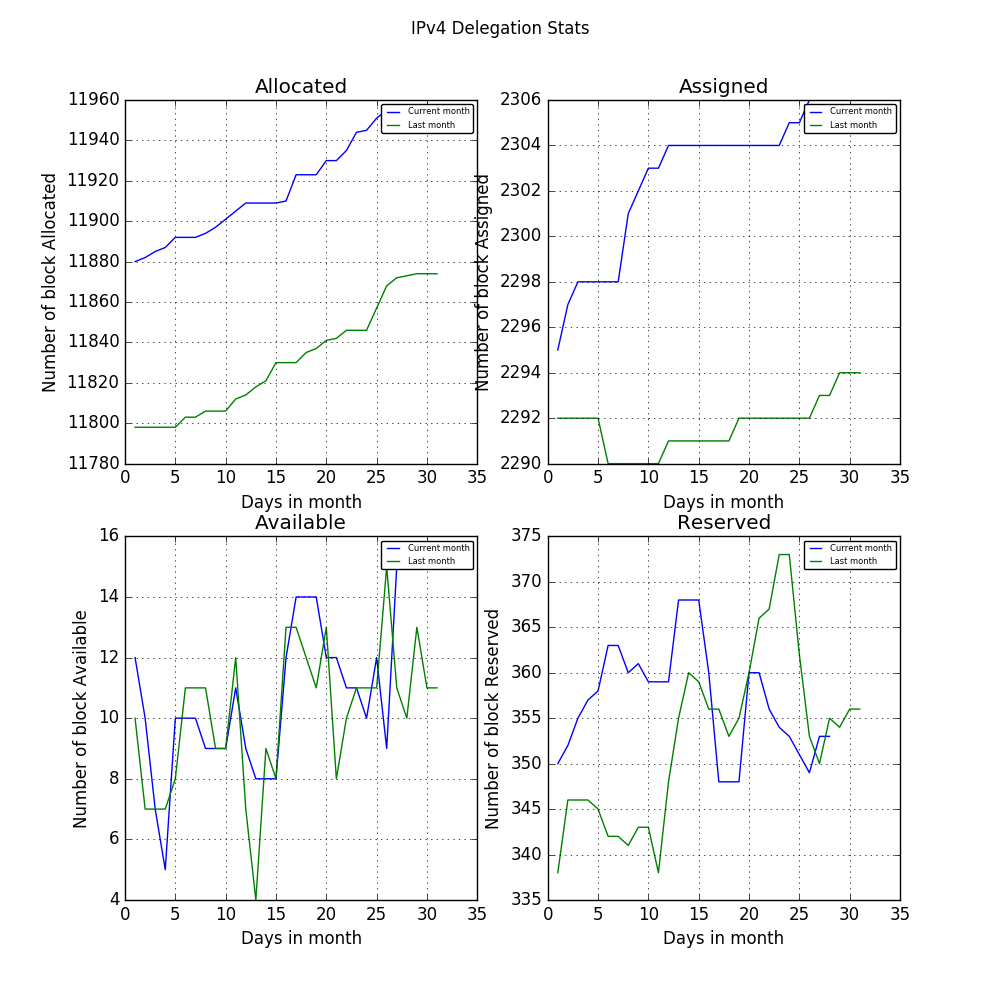 IPv4 Delegation Stats
Allocated
11960
11940
11920
11900
11880
11860
11840
11820
11800
11780
Number of block Allocated
Current month
Last month
0 5 10 15 20 25 30 35
Days in month
Assigned
2306
2304
2302
2300
2298
2296
2294
2292
2290
Number of block Assigned
Current month
Last month
0 5 10 15 20 25 30 35
Days in month
Available
16
14
12
10
8
6
4
Number of block Available
Current month
Last month
0 5 10 15 20 25 30 35
Days in month
Reserved
375
370
365
360
355
350
345
340
335
Number of block Reserved
Current month
Last month
0 5 10 15 20 25 30 35
Days in month